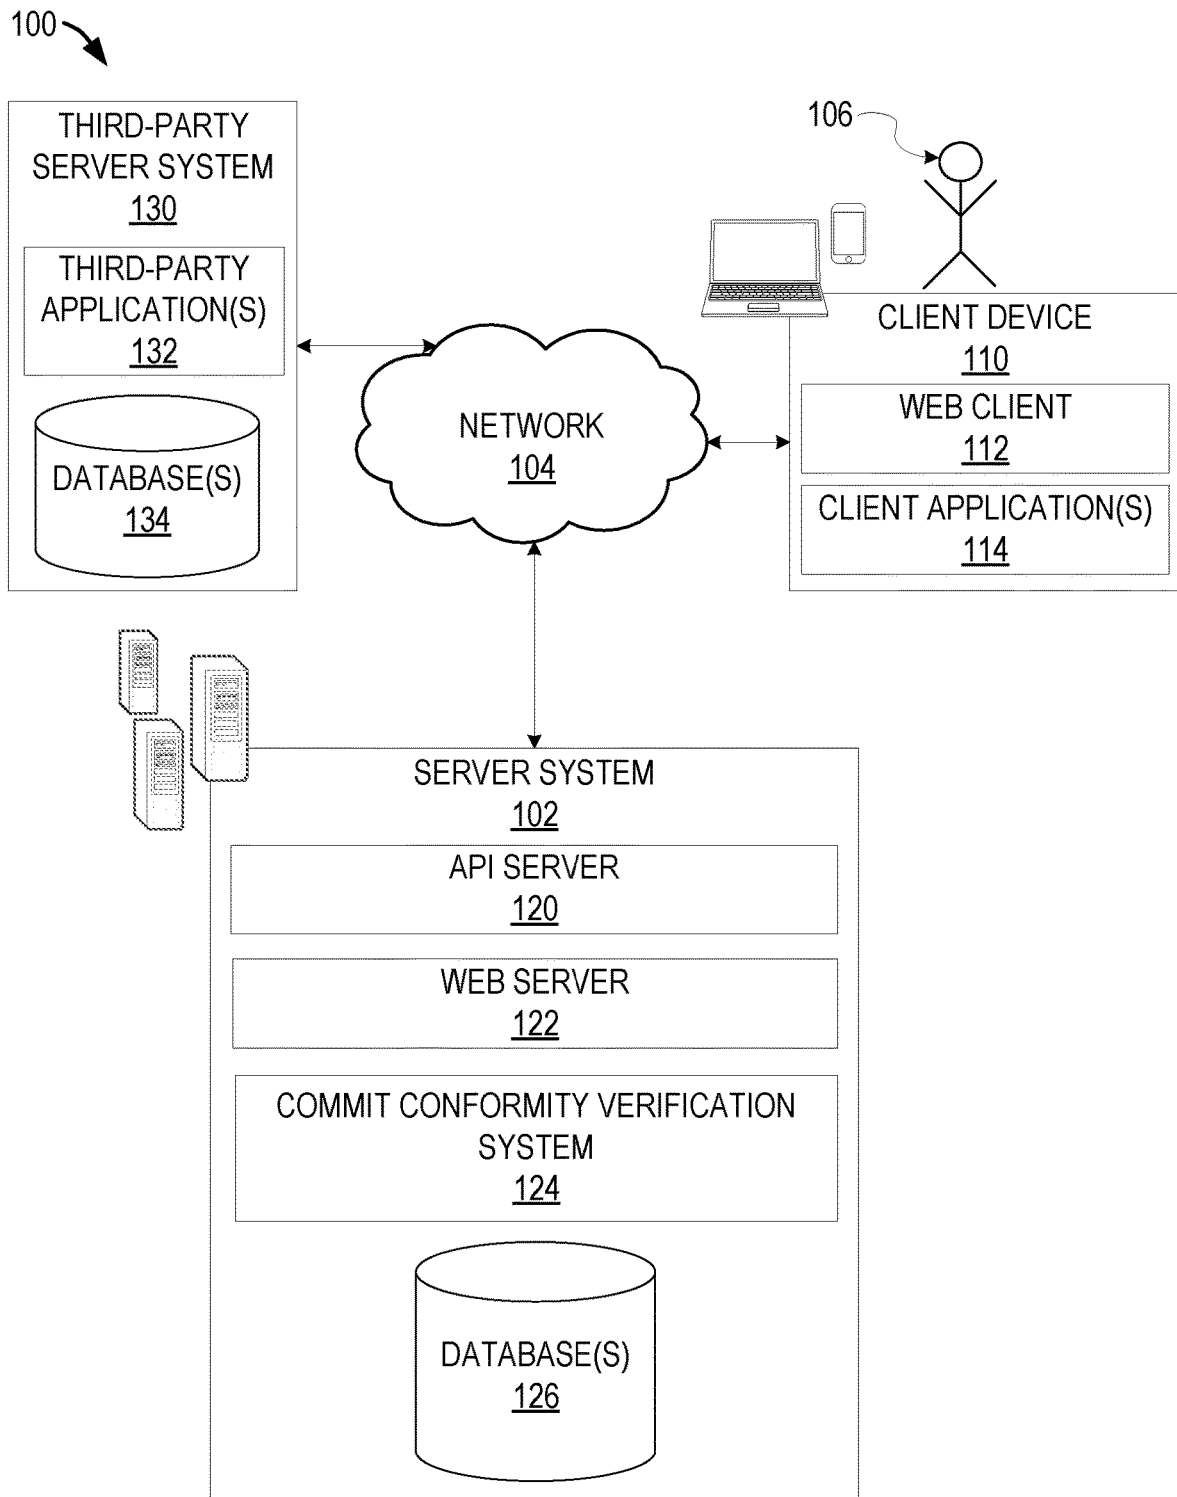 100
THIRD-PARTY
SERVER SYSTEM
130
THIRD-PARTY
APPLICATION(S)
132
DATABASE(S)
134
NETWORK
104
106
CLIENT DEVICE
110
WEB CLIENT
112
CLIENT APPLICATION(S)
114
SERVER SYSTEM
102
API SERVER
120
WEB SERVER
122
COMMIT CONFORMITY VERIFICATION
SYSTEM
124
DATABASE(S)
126